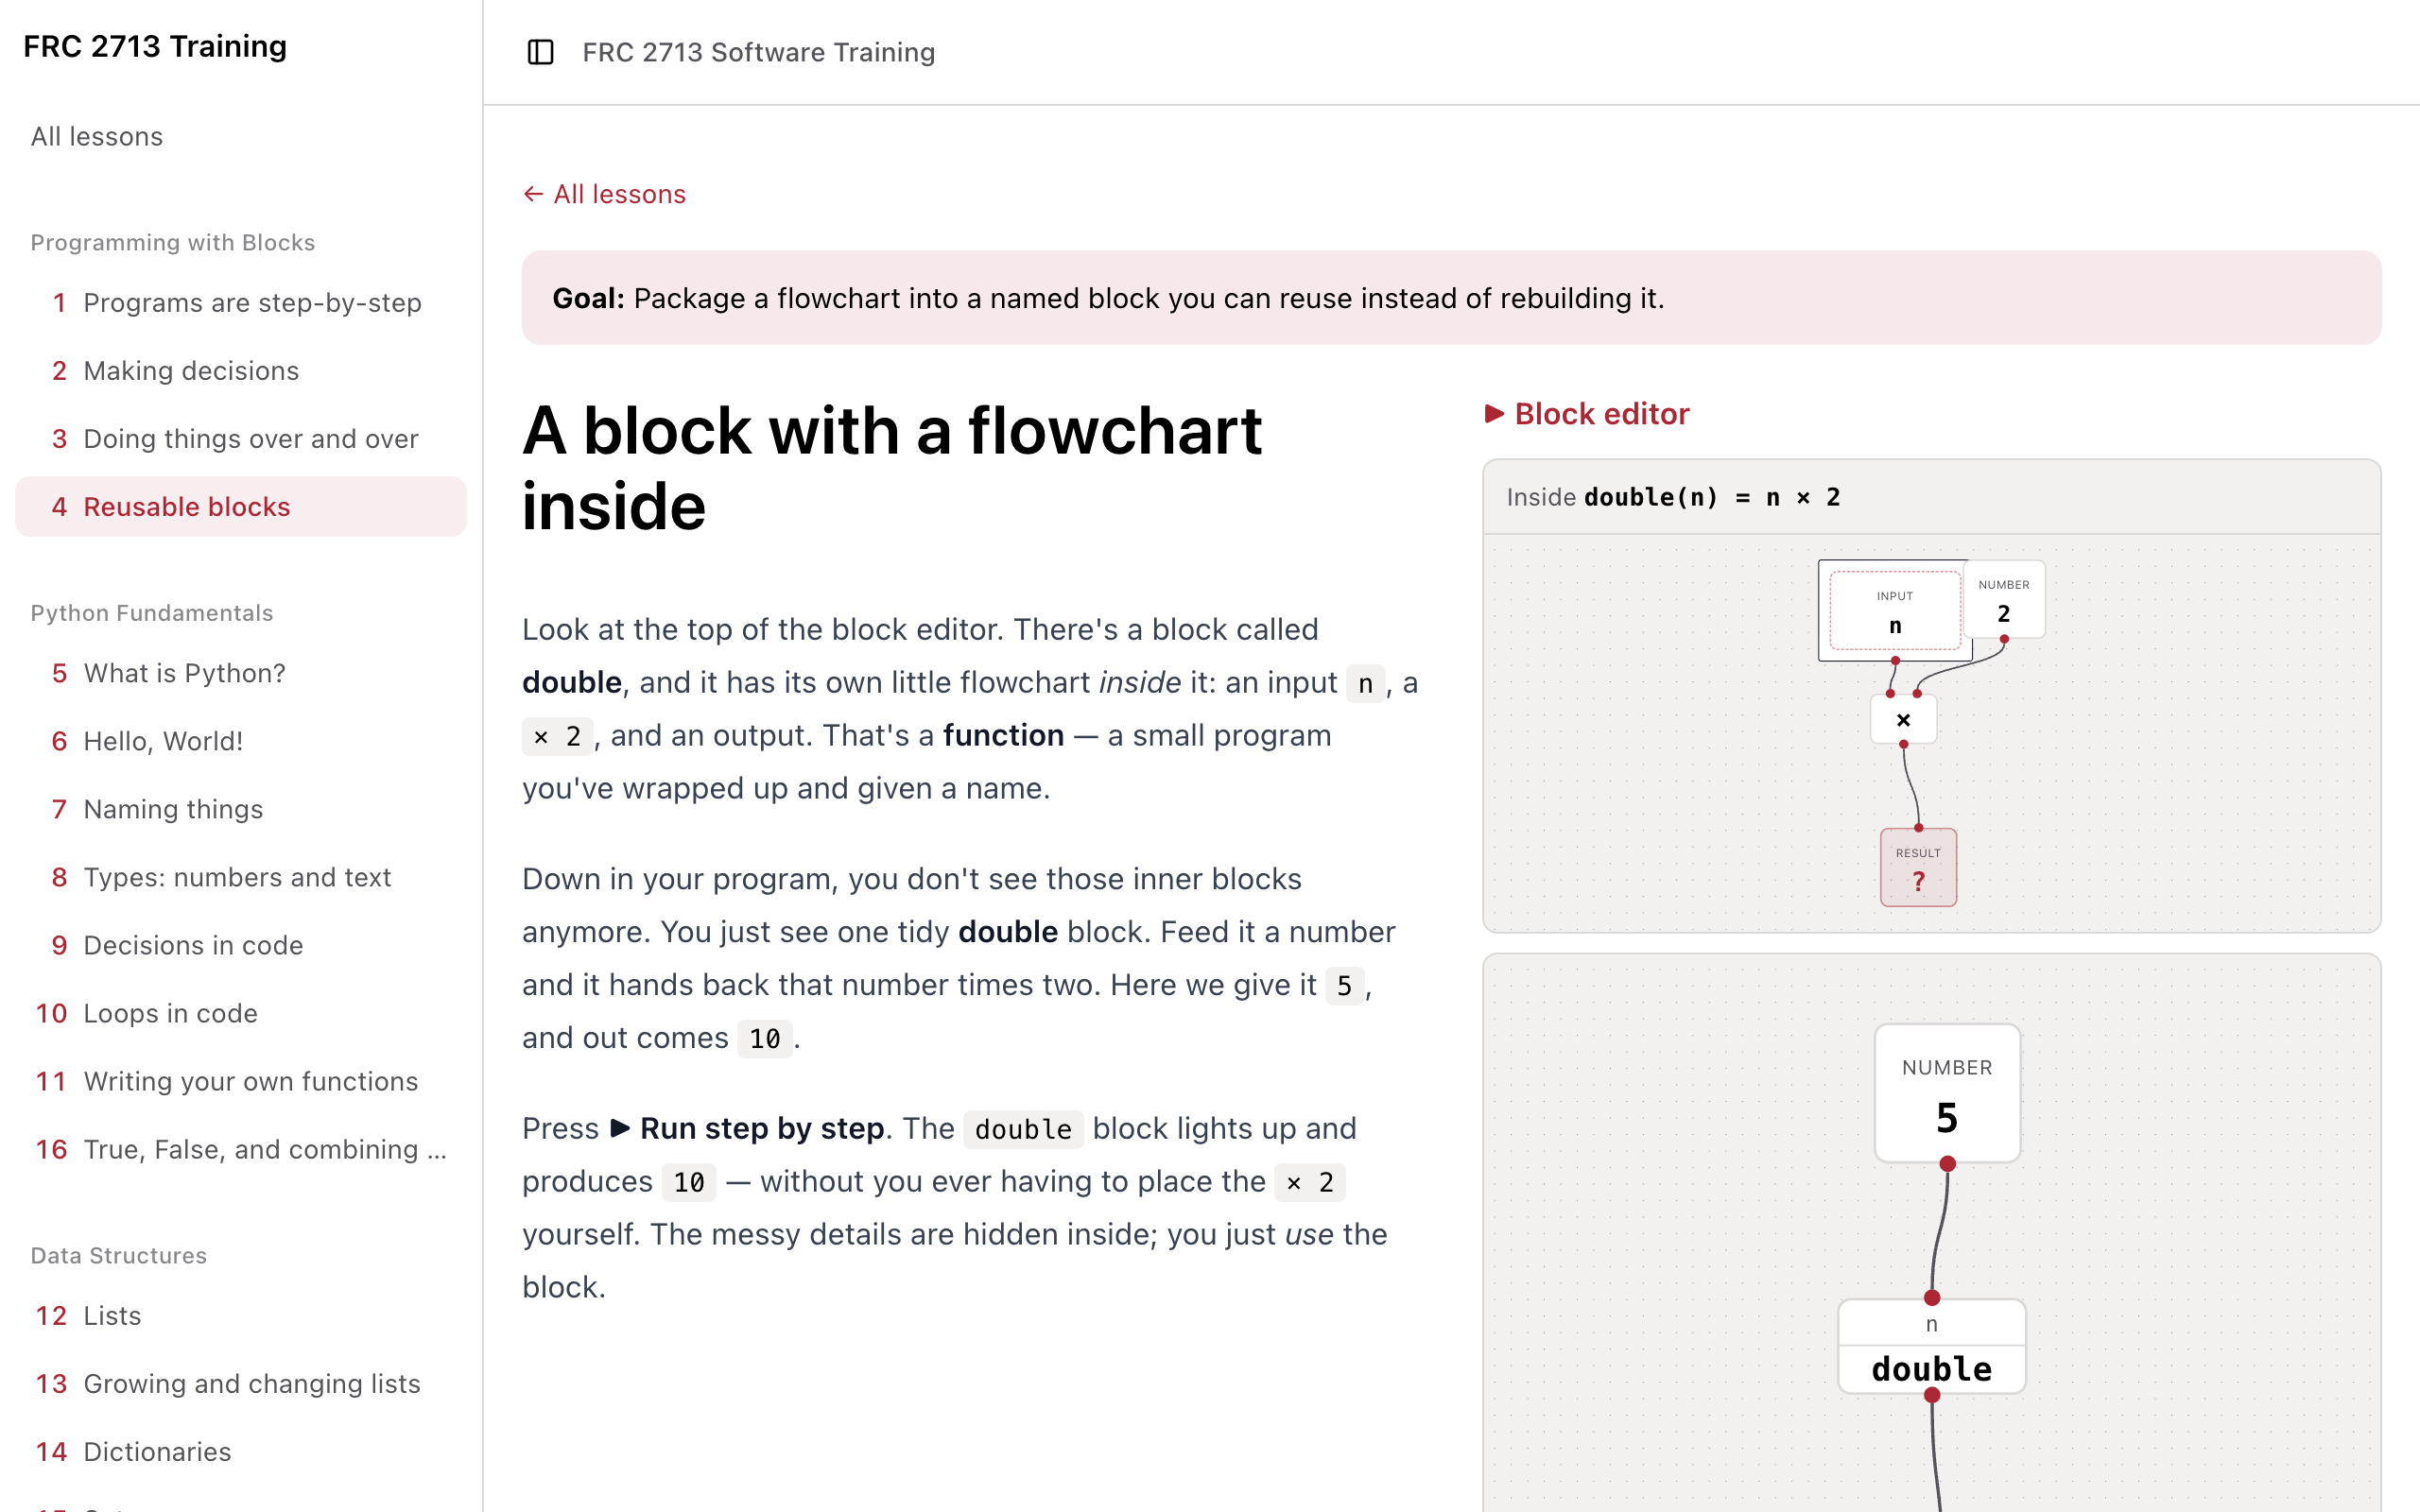 FRC 2713 Training
All lessons
Programming with Blocks
1 Programs are step-by-step
2 Making decisions
3 Doing things over and over
4 Reusable blocks
Python Fundamentals
5 What is Python?
6 Hello, World!
7 Naming things
8 Types: numbers and text
9 Decisions in code
10 Loops in code
11 Writing your own functions
16 True, False, and combining ...
Data Structures
12 Lists
13 Growing and changing lists
14 Dictionaries
FRC 2713 Software Training
← All lessons
Goal: Package a flowchart into a named block you can reuse instead of rebuilding it.
A block with a flowchart
inside
Look at the top of the block editor. There's a block called
double, and it has its own little flowchart inside it: an input n, a
× 2, and an output. That's a function — a small program
you've wrapped up and given a name.
Down in your program, you don't see those inner blocks
anymore. You just see one tidy double block. Feed it a number
and it hands back that number times two. Here we give it 5,
and out comes 10.
Press ▶ Run step by step. The double block lights up and
produces 10 — without you ever having to place the × 2
yourself. The messy details are hidden inside; you just use the
block.
▶ Block editor
Inside double(n) = n × 2
INPUT
n
NUMBER
2
×
RESULT
?
NUMBER
5
n
double